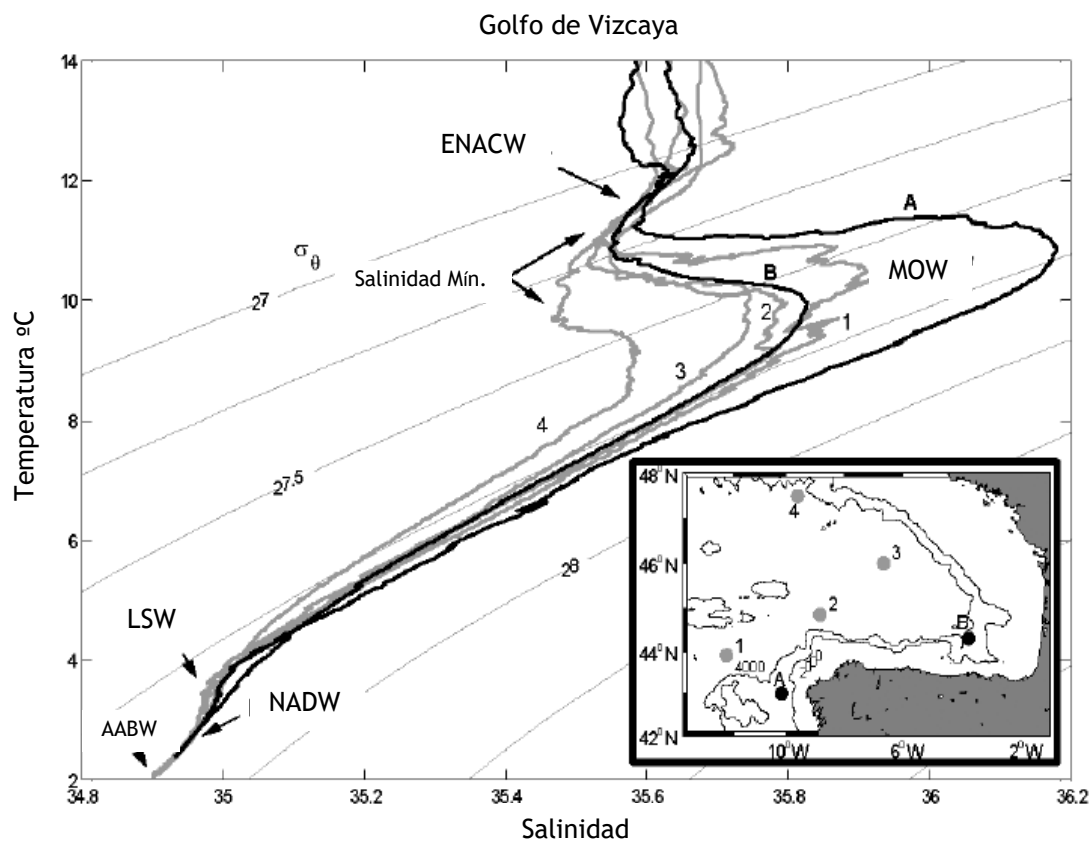 Golfo de Vizcaya
14
12
10
8
6
4
2
Temperatura ºC
ENACW
A
σθ
Salinidad Mín.
B
MOW
27
2
1
3
4
27.5
28
LSW
NADW
AABW
48°N
46°N
44°N
42°N
4
3
2
B
1
4000
A
10°W
6°W
2°W
34.8
35
35.2
35.4
35.6
35.8
36
36.2
Salinidad